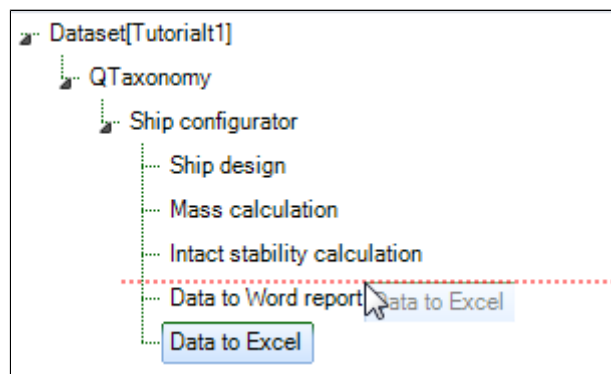 Dataset[Tutorialt1]
QTaxonomy
Ship configurator
Ship design
Mass calculation
Intact stability calculation
Data to Word report
Data to Excel
Data to Excel